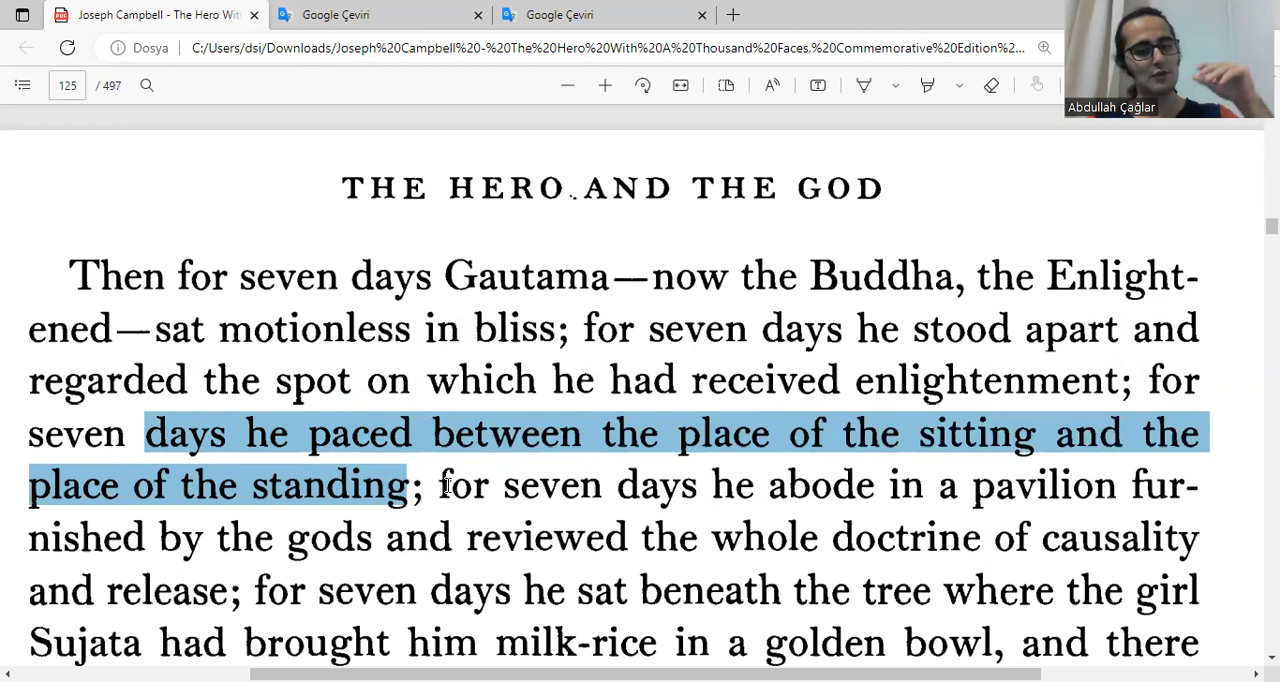 Joseph Campbell - The Hero Wit
Google Çeviri
Google Çeviri
Dosya
C:/Users/dsi/Downloads/Joseph%20Campbell%20-%20The%20Hero%20With%20A%20Thousand%20Faces,%20Commemorative%20Edition%2...
125 / 497
Abdullah Çağlar
THE HERO AND THE GOD
Then for seven days Gautama—now the Buddha, the Enlight-
ened—sat motionless in bliss; for seven days he stood apart and
regarded the spot on which he had received enlightenment; for
seven days he paced between the place of the sitting and the
place of the standing; for seven days he abode in a pavilion fur-
nished by the gods and reviewed the whole doctrine of causality
and release; for seven days he sat beneath the tree where the girl
Sujata had brought him milk-rice in a golden bowl, and there